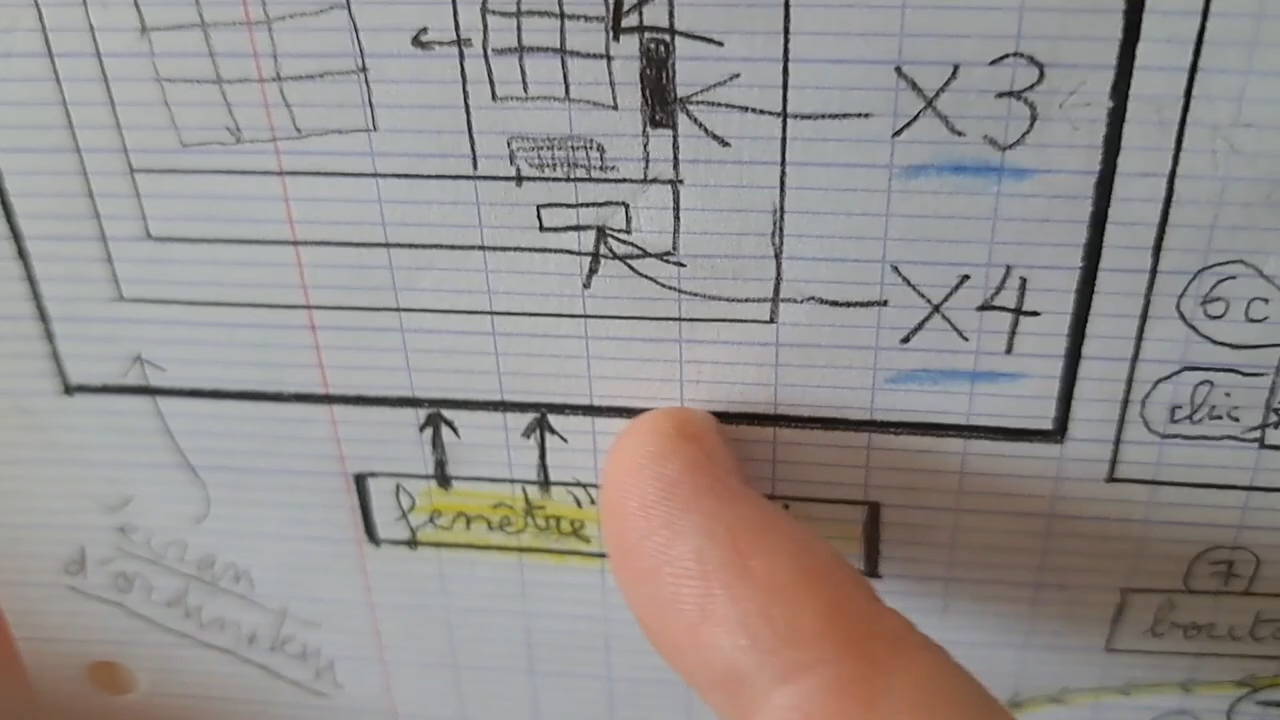 X3
X4
6c
clic
fenêtre "
écran
d'ordinateur
7
bout